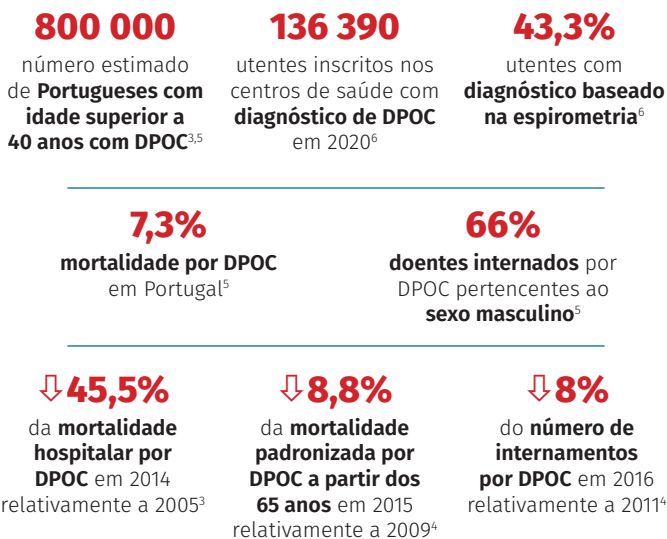 800 000
número estimado
de Portugueses com
idade superior a
40 anos com DPOC3,5
136 390
utentes inscritos nos
centros de saúde com
diagnóstico de DPOC
em 20206
43,3%
utentes com
diagnóstico baseado
na espirometria6
7,3%
mortalidade por DPOC
em Portugal5
66%
doentes internados por
DPOC pertencentes ao
sexo masculino5
⇩45,5%
da mortalidade
hospitalar por
DPOC em 2014
relativamente a 20053
⇩8,8%
da mortalidade
padronizada por
DPOC a partir dos
65 anos em 2015
relativamente a 20094
⇩8%
do número de
internamentos
por DPOC em 2016
relativamente a 20114